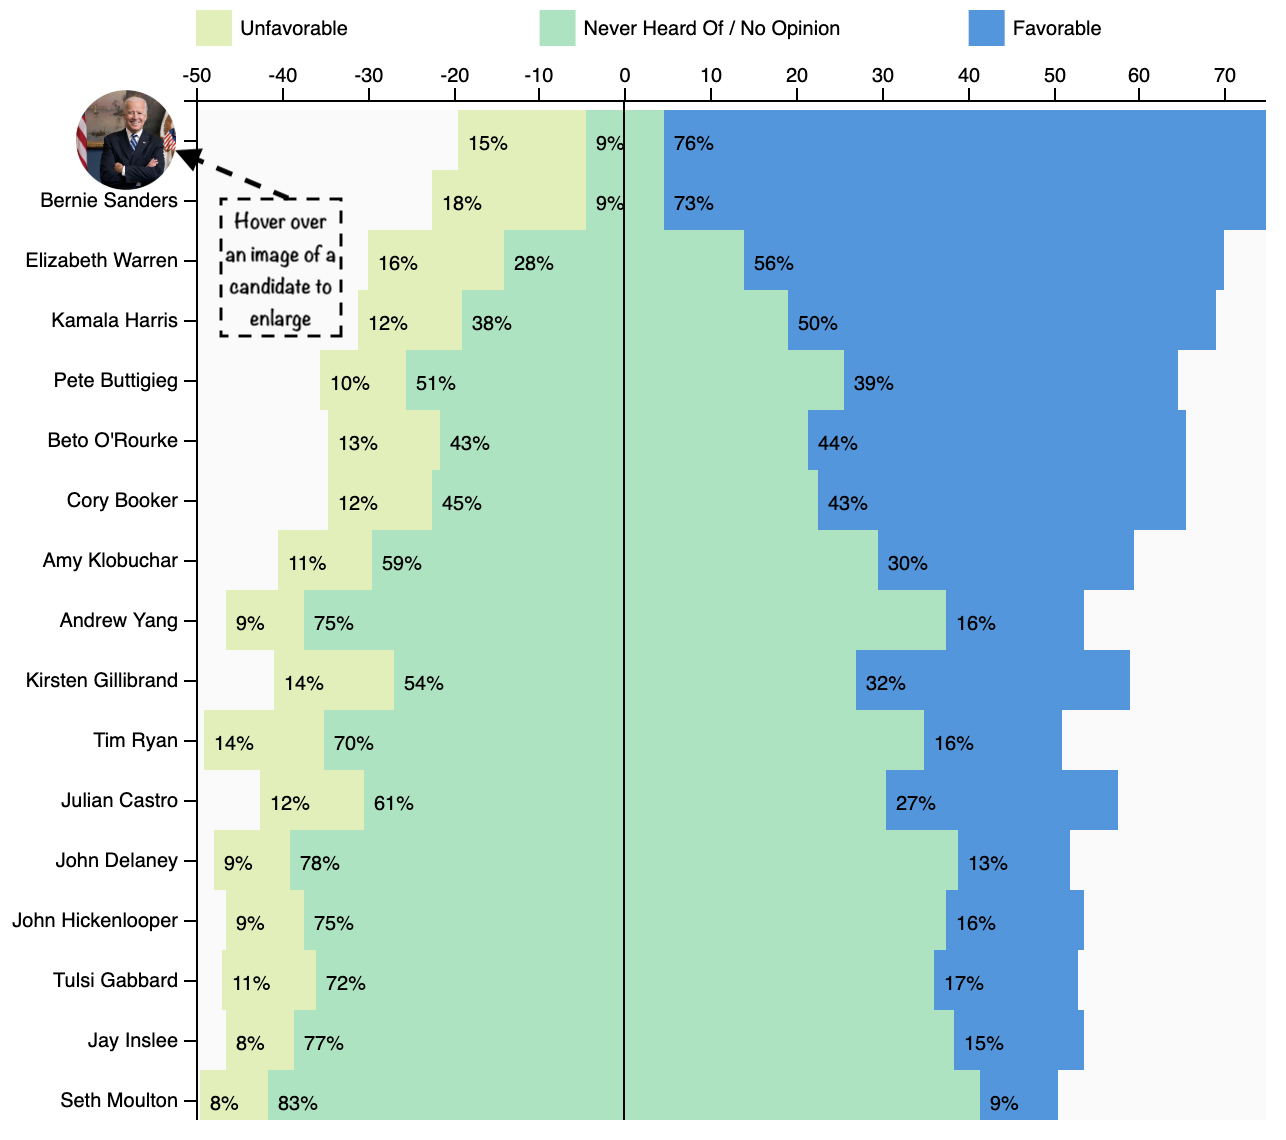 Unfavorable Never Heard Of / No Opinion Favorable
-50 -40 -30 -20 -10 0 10 20 30 40 50 60 70
15% 9% 76%
Bernie Sanders 18% 9% 73%
Hover over
an image of a
candidate to
enlarge
Elizabeth Warren 16% 28% 56%
Kamala Harris 12% 38% 50%
Pete Buttigieg 10% 51% 39%
Beto O'Rourke 13% 43% 44%
Cory Booker 12% 45% 43%
Amy Klobuchar 11% 59% 30%
Andrew Yang 9% 75% 16%
Kirsten Gillibrand 14% 54% 32%
Tim Ryan 14% 70% 16%
Julian Castro 12% 61% 27%
John Delaney 9% 78% 13%
John Hickenlooper 9% 75% 16%
Tulsi Gabbard 11% 72% 17%
Jay Inslee 8% 77% 15%
Seth Moulton 8% 83% 9%